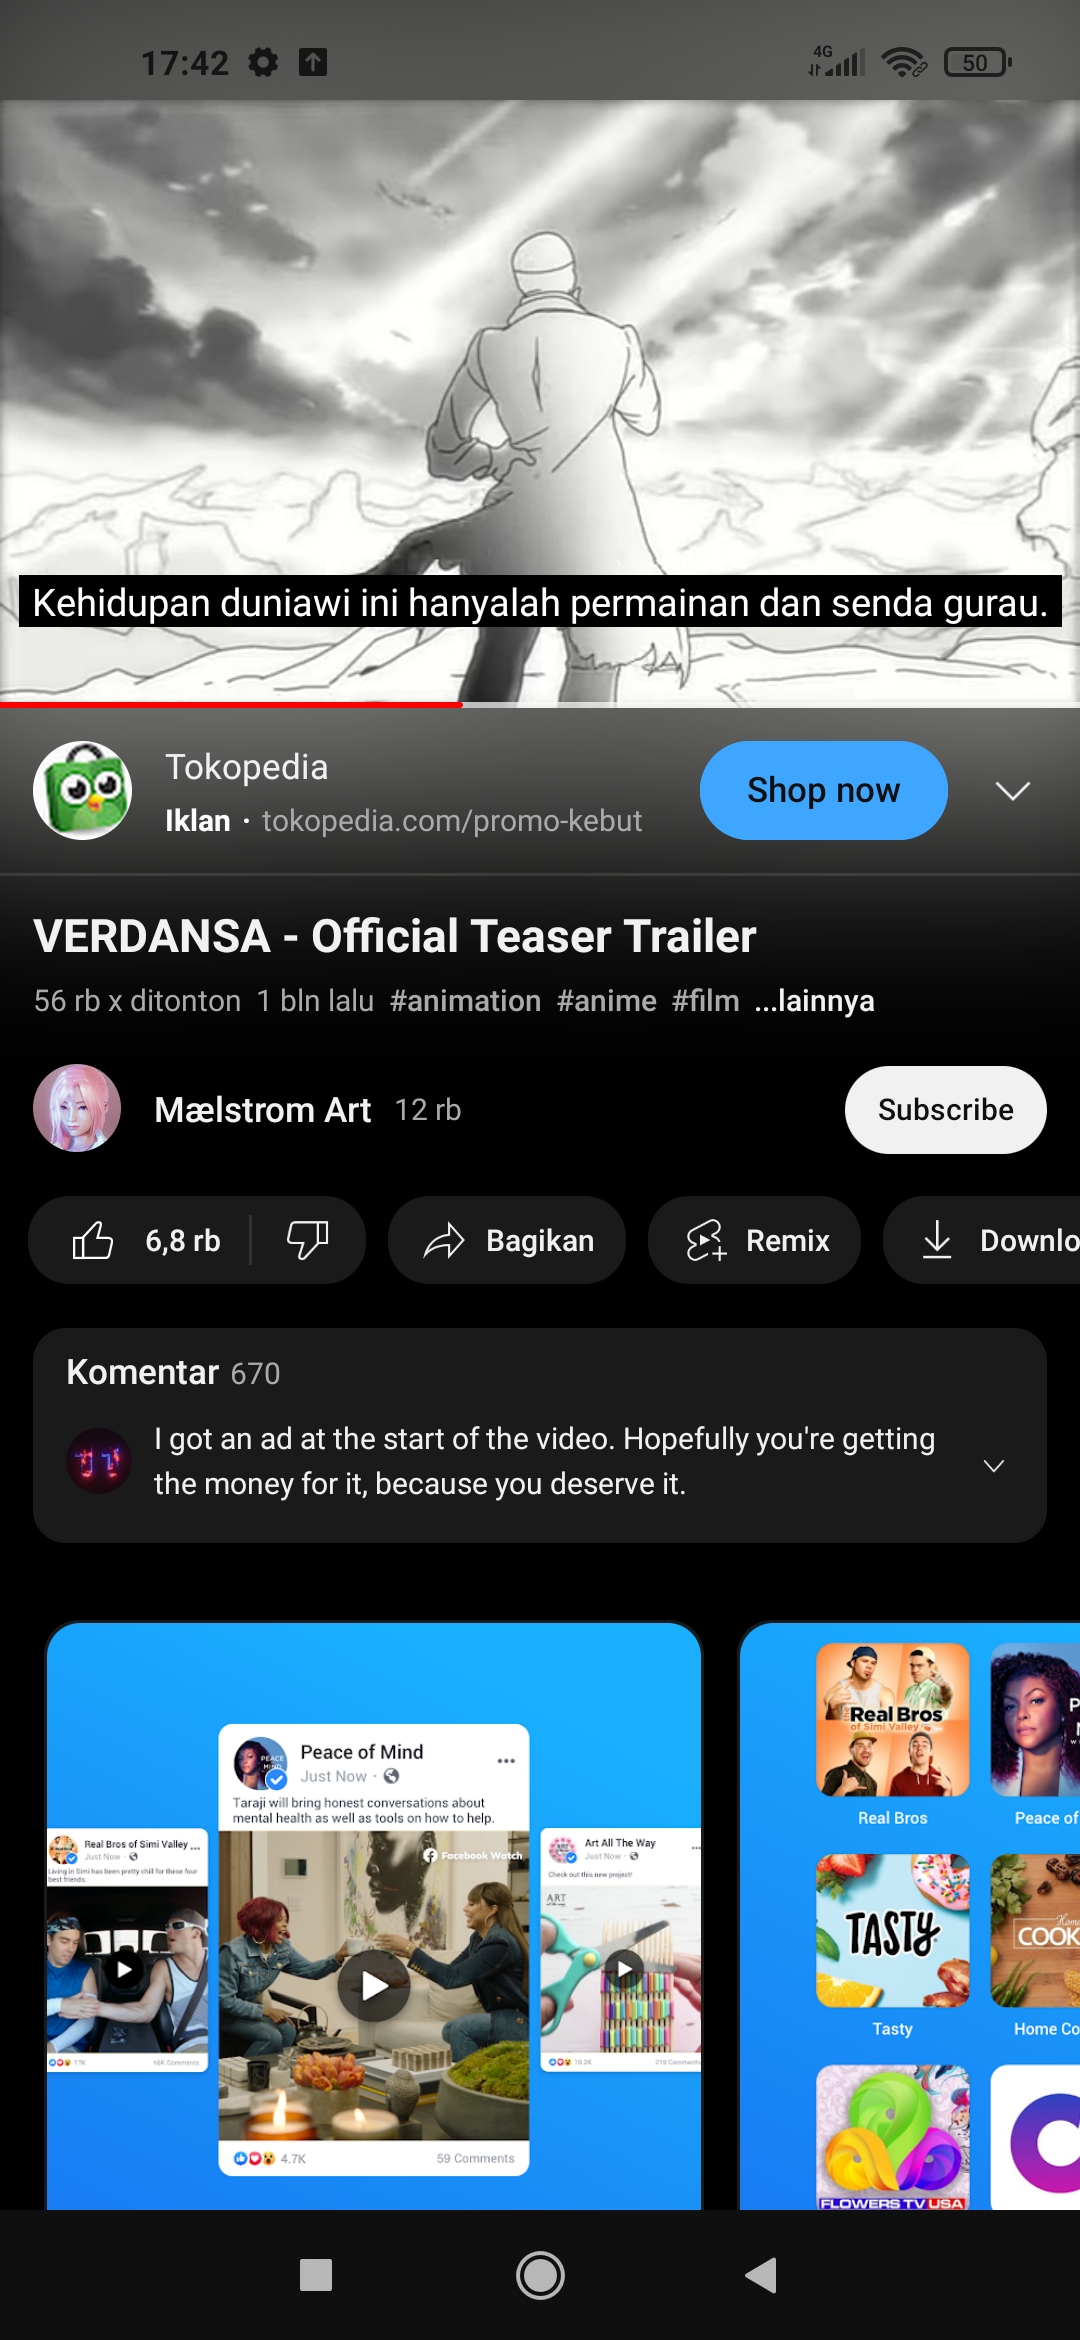 17:42
4G
50
Kehidupan duniawi ini hanyalah permainan dan senda gurau.
Tokopedia
Iklan · tokopedia.com/promo-kebut
Shop now
VERDANSA - Official Teaser Trailer
56 rb x ditonton 1 bln lalu #animation #anime #film ...lainnya
Mælstrom Art 12 rb
Subscribe
6,8 rb
Bagikan
Remix
Downlo
Komentar 670
I got an ad at the start of the video. Hopefully you're getting
the money for it, because you deserve it.
Peace of Mind
Just Now ·
Taraji will bring honest conversations about
mental health as well as tools on how to help.
Facebook Watch
4.7K
59 Comments
Real Bros of Simi Valley
Just Now ·
Living in Simi has been pretty chill for these four
best friends.
17K
16K Comments
Art All The Way
Just Now ·
Check out this new project!
ART
18.2K
219 Comments
the
Real Bros
of Simi Valley
Real Bros
Peace of
TASTY
Tasty
Home
COOK
Home Co
FLOWERS TV USA